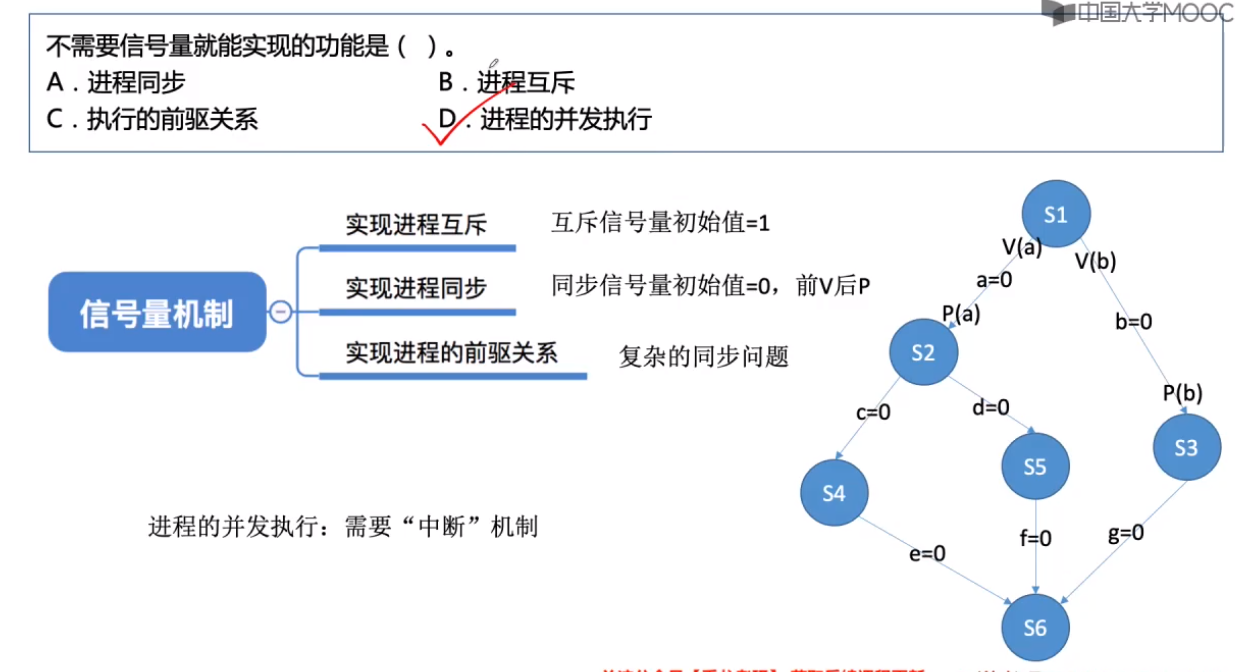 中国大学MOOC
不需要信号量就能实现的功能是（ ）。
A．进程同步 B．进程互斥
C．执行的前驱关系 D．进程的并发执行
信号量机制
实现进程互斥 互斥信号量初始值=1
实现进程同步 同步信号量初始值=0，前V后P
实现进程的前驱关系 复杂的同步问题
进程的并发执行：需要“中断”机制
S1
V(a) V(b)
a=0
P(a) b=0
S2
P(b)
c=0 d=0
S3
S5
S4
e=0 f=0 g=0
S6